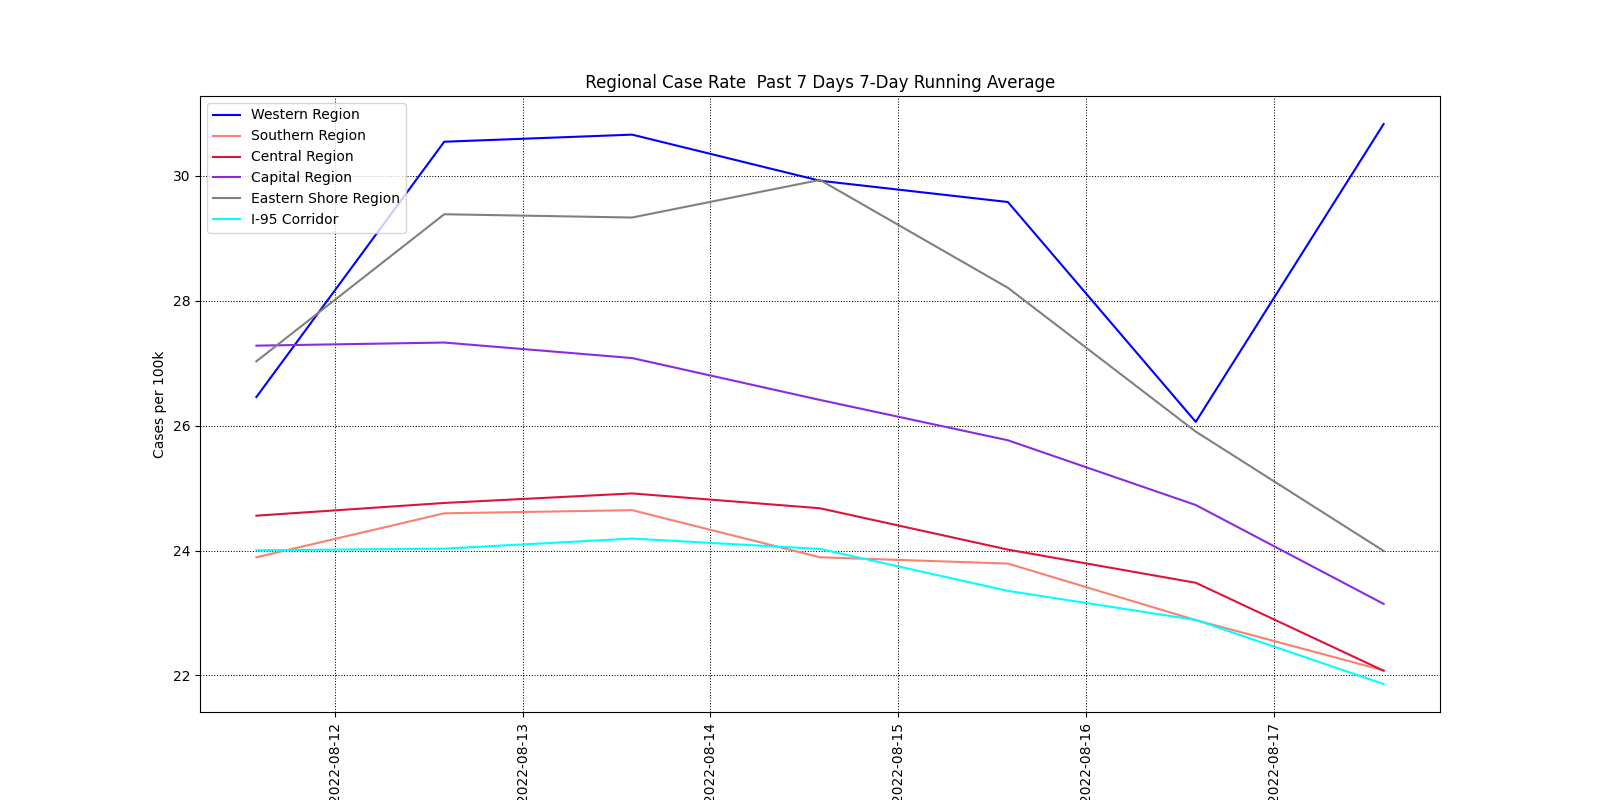 Regional Case Rate  Past 7 Days 7-Day Running Average
Western Region
Southern Region
Central Region
Capital Region
Eastern Shore Region
I-95 Corridor
Cases per 100k
30
28
26
24
22
2022-08-12
2022-08-13
2022-08-14
2022-08-15
2022-08-16
2022-08-17